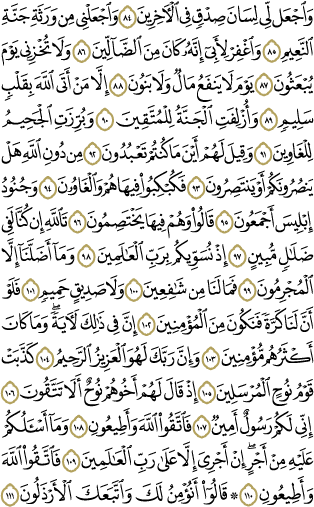 وَٱجۡعَل لِّي لِسَانَ صِدۡقٖ فِي ٱلۡأٓخِرِينَ ٨٤ وَٱجۡعَلۡنِي مِن وَرَثَةِ جَنَّةِ
ٱلنَّعِيمِ ٨٥ وَٱغۡفِرۡ لِأَبِيٓ إِنَّهُۥ كَانَ مِنَ ٱلضَّآلِّينَ ٨٦ وَلَا تُخۡزِنِي يَوۡمَ
يُبۡعَثُونَ ٨٧ يَوۡمَ لَا يَنفَعُ مَالٞ وَلَا بَنُونَ ٨٨ إِلَّا مَنۡ أَتَى ٱللَّهَ بِقَلۡبٖ
سَلِيمٖ ٨٩ وَأُزۡلِفَتِ ٱلۡجَنَّةُ لِلۡمُتَّقِينَ ٩٠ وَبُرِّزَتِ ٱلۡجَحِيمُ
لِلۡغَاوِينَ ٩١ وَقِيلَ لَهُمۡ أَيۡنَ مَا كُنتُمۡ تَعۡبُدُونَ ٩٢ مِن دُونِ ٱللَّهِ هَلۡ
يَنصُرُونَكُمۡ أَوۡ يَنتَصِرُونَ ٩٣ فَكُبۡكِبُواْ فِيهَا هُمۡ وَٱلۡغَاوُۥنَ ٩٤ وَجُنُودُ
إِبۡلِيسَ أَجۡمَعُونَ ٩٥ قَالُواْ وَهُمۡ فِيهَا يَخۡتَصِمُونَ ٩٦ تَٱللَّهِ إِن كُنَّا لَفِي
ضَلَٰلٖ مُّبِينٍ ٩٧ إِذۡ نُسَوِّيكُم بِرَبِّ ٱلۡعَٰلَمِينَ ٩٨ وَمَآ أَضَلَّنَآ إِلَّا
ٱلۡمُجۡرِمُونَ ٩٩ فَمَا لَنَا مِن شَٰفِعِينَ ١٠٠ وَلَا صَدِيقٍ حَمِيمٖ ١٠١ فَلَوۡ
أَنَّ لَنَا كَرَّةٗ فَنَكُونَ مِنَ ٱلۡمُؤۡمِنِينَ ١٠٢ إِنَّ فِي ذَٰلِكَ لَأٓيَةٗۖ وَمَا كَانَ
أَكۡثَرُهُم مُّؤۡمِنِينَ ١٠٣ وَإِنَّ رَبَّكَ لَهُوَ ٱلۡعَزِيزُ ٱلرَّحِيمُ ١٠٤ كَذَّبَتۡ
قَوۡمُ نُوحٍ ٱلۡمُرۡسَلِينَ ١٠٥ إِذۡ قَالَ لَهُمۡ أَخُوهُمۡ نُوحٌ أَلَا تَتَّقُونَ ١٠٦
إِنِّي لَكُمۡ رَسُولٌ أَمِينٞ ١٠٧ فَٱتَّقُواْ ٱللَّهَ وَأَطِيعُونِ ١٠٨ وَمَآ أَسۡـَٔلُكُمۡ
عَلَيۡهِ مِنۡ أَجۡرٍۖ إِنۡ أَجۡرِيَ إِلَّا عَلَىٰ رَبِّ ٱلۡعَٰلَمِينَ ١٠٩ فَٱتَّقُواْ ٱللَّهَ
وَأَطِيعُونِ ١١٠ ۞ قَالُوٓاْ أَنُؤۡمِنُ لَكَ وَٱتَّبَعَكَ ٱلۡأَرۡذَلُونَ ١١١